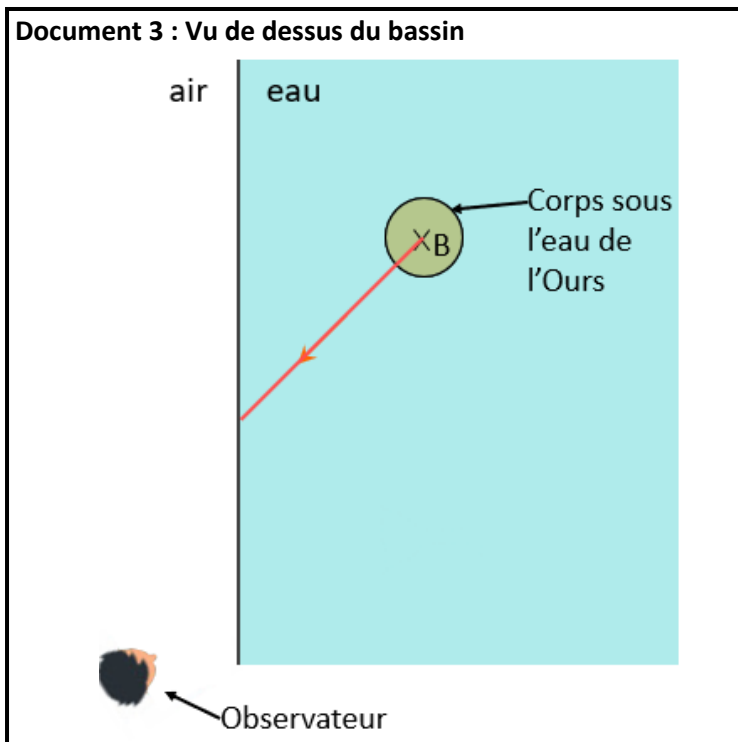 Document 3 : Vu de dessus du bassin
air
eau
Corps sous
l'eau de
l'Ours
B
Observateur